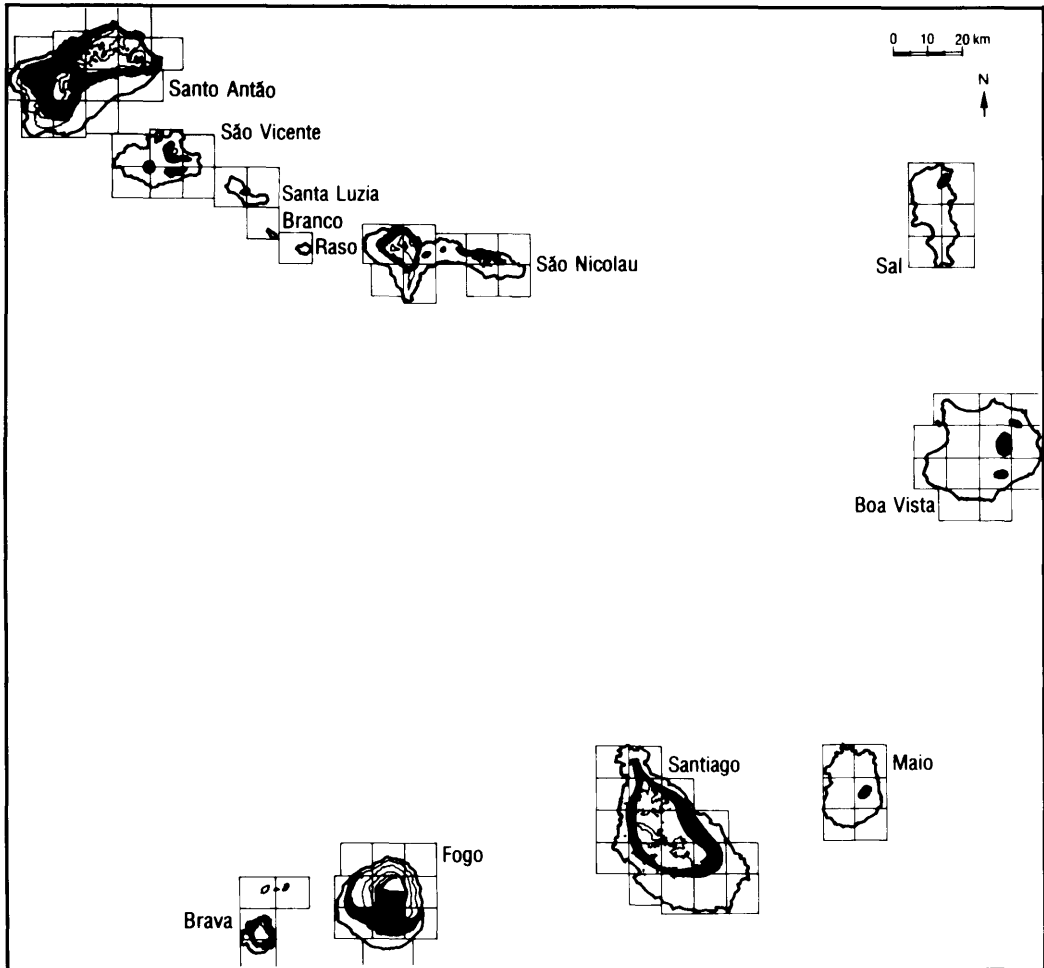 0 10 20 km
N
Santo Antão
São Vicente
Santa Luzia
Branco
Raso
São Nicolau
Sal
Boa Vista
Santiago
Maio
Fogo
Brava